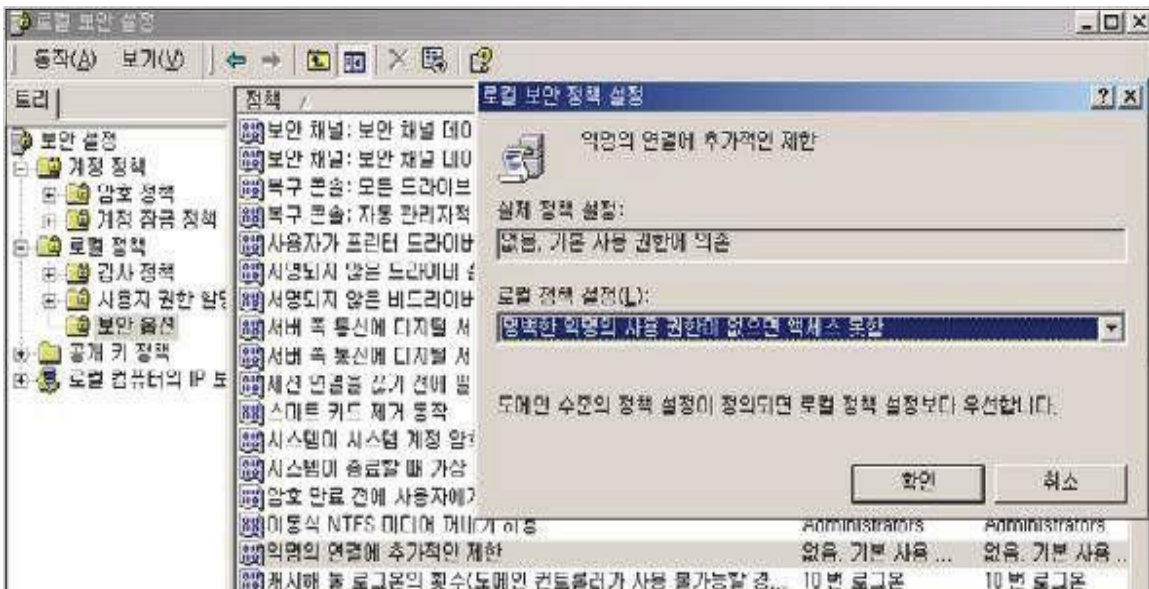 로컬 보안 설정
동작(A) 보기(V)
트리
정책
보안 설정
계정 정책
암호 정책
계정 잠금 정책
로컬 정책
감사 정책
사용자 권한 할당
보안 옵션
공개 키 정책
로컬 컴퓨터의 IP 보
보안 채널: 보안 채널 데이
보안 채널: 보안 채널 데이
복구 콘솔: 모든 드라이브
복구 콘솔: 자동 관리자적
사용자가 프린터 드라이버
서명되지 않은 드라이버
서명되지 않은 비드라이버
서버 쪽 통신에 디지털 서
서버 쪽 통신에 디지털 서
세션 연결을 끊기 전에 필
스마트 카드 제거 동작
시스템이 시스템 계정 암호
시스템이 종료할 때 가상
암호 만료 전에 사용자에게
이동식 NTFS 미디어 꺼내기 허용 Administrators Administrators
익명의 연결에 추가적인 제한 없음. 기본 사용 ... 없음. 기본 사용 ..
캐시해 둘 로그온의 횟수(도메인 컨트롤러가 사용 불가능할 경... 10 번 로그온 10 번 로그온
로컬 보안 정책 설정
익명의 연결에 추가적인 제한
실제 정책 설정:
없음. 기본 사용 권한에 의존
로컬 정책 설정(L):
명백한 익명의 사용 권한이 없으면 액세스 못함
도메인 수준의 정책 설정이 정의되면 로컬 정책 설정보다 우선합니다.
확인 취소